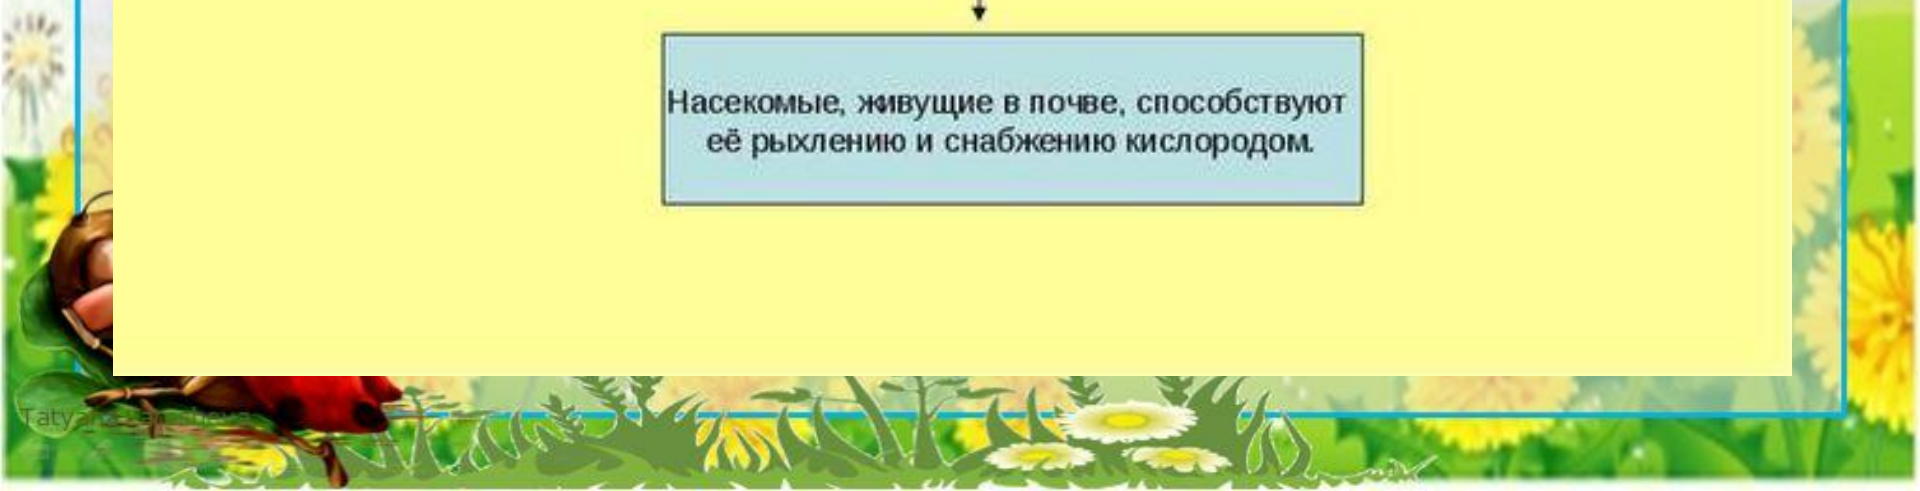 Насекомые, живущие в почве, способствуют
её рыхлению и снабжению кислородом.